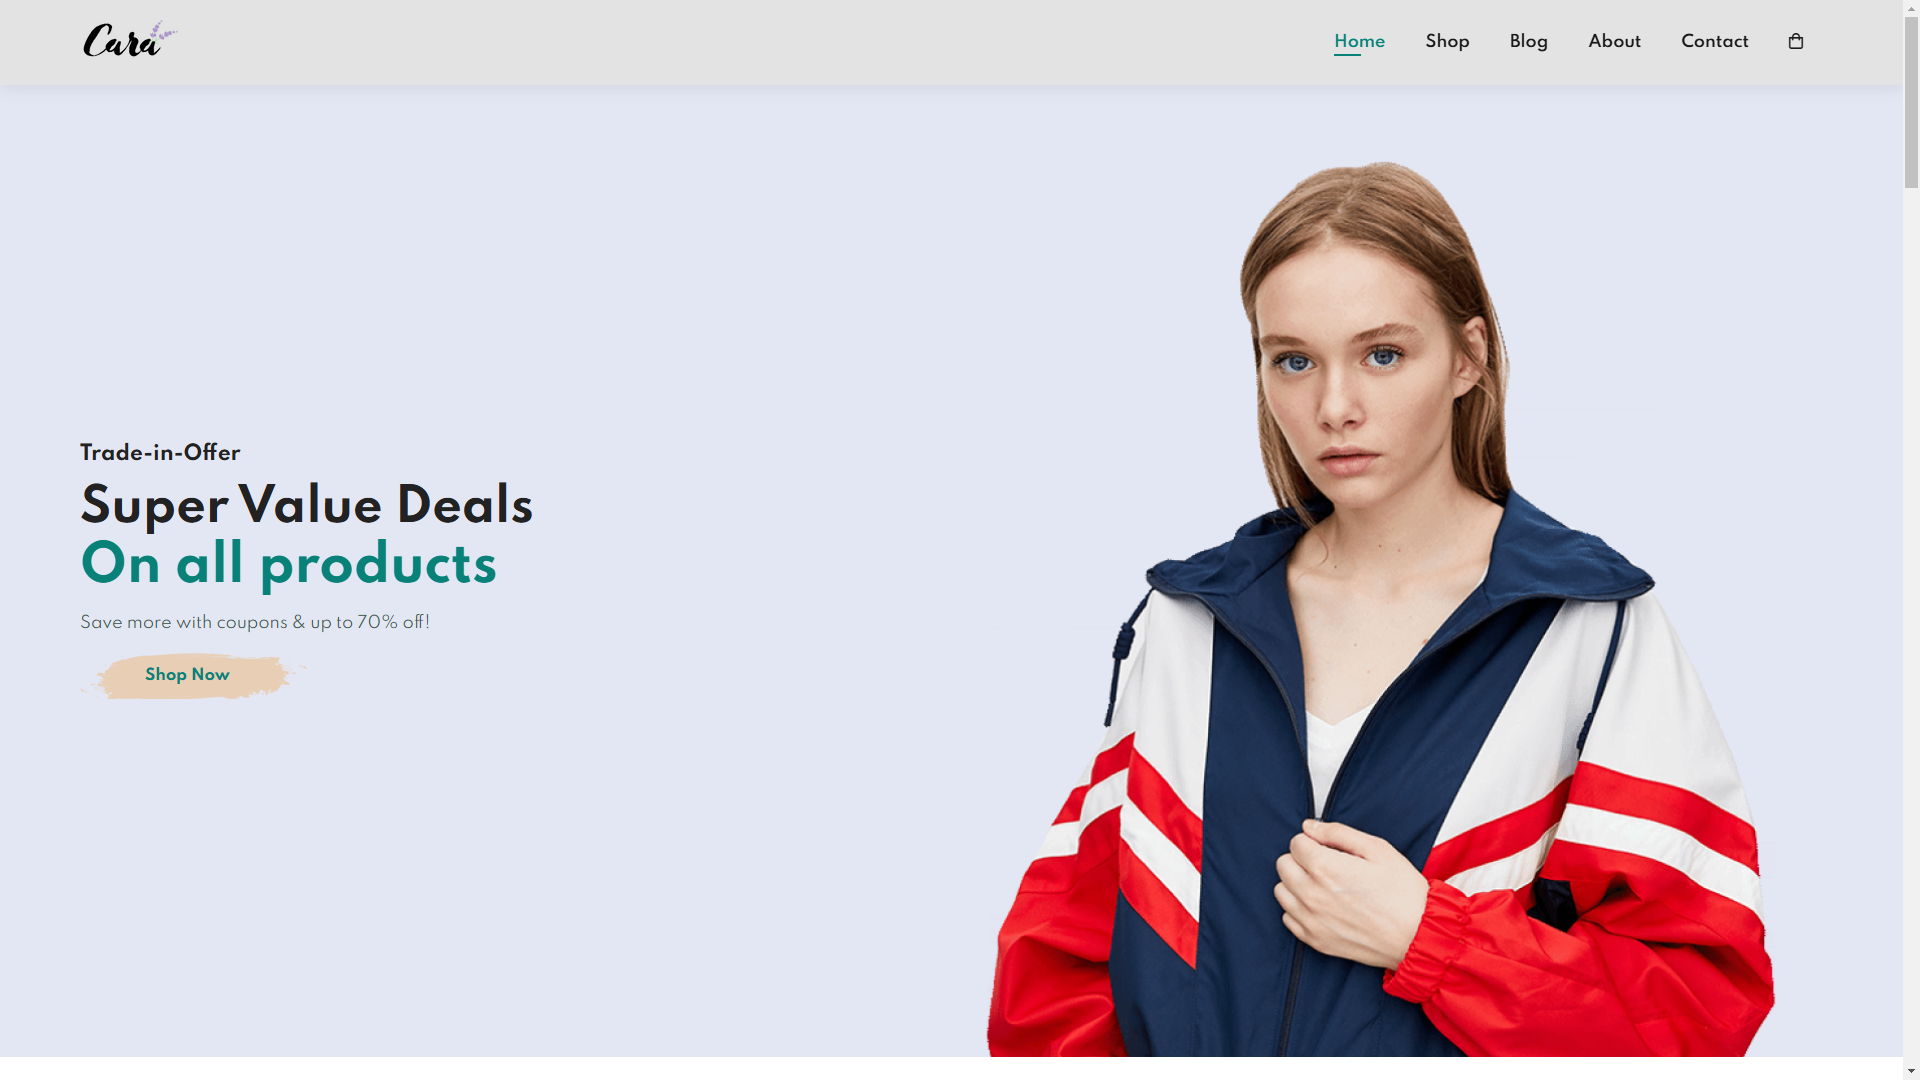 Cara
Home Shop Blog About Contact
Trade-in-Offer
Super Value Deals
On all products
Save more with coupons & up to 70% off!
Shop Now